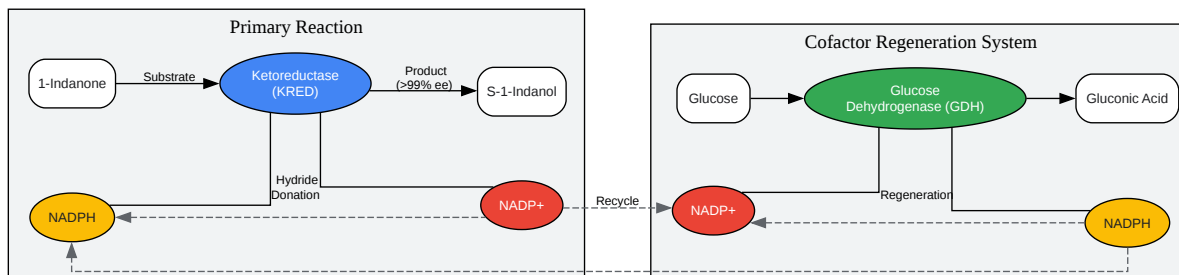 Primary Reaction
1-Indanone
Substrate
Ketoreductase
(KRED)
Product
(>99% ee)
S-1-Indanol
Hydride
Donation
NADPH
NADP+
Recycle
Cofactor Regeneration System
Glucose
Glucose
Dehydrogenase (GDH)
Gluconic Acid
Regeneration
NADP+
NADPH